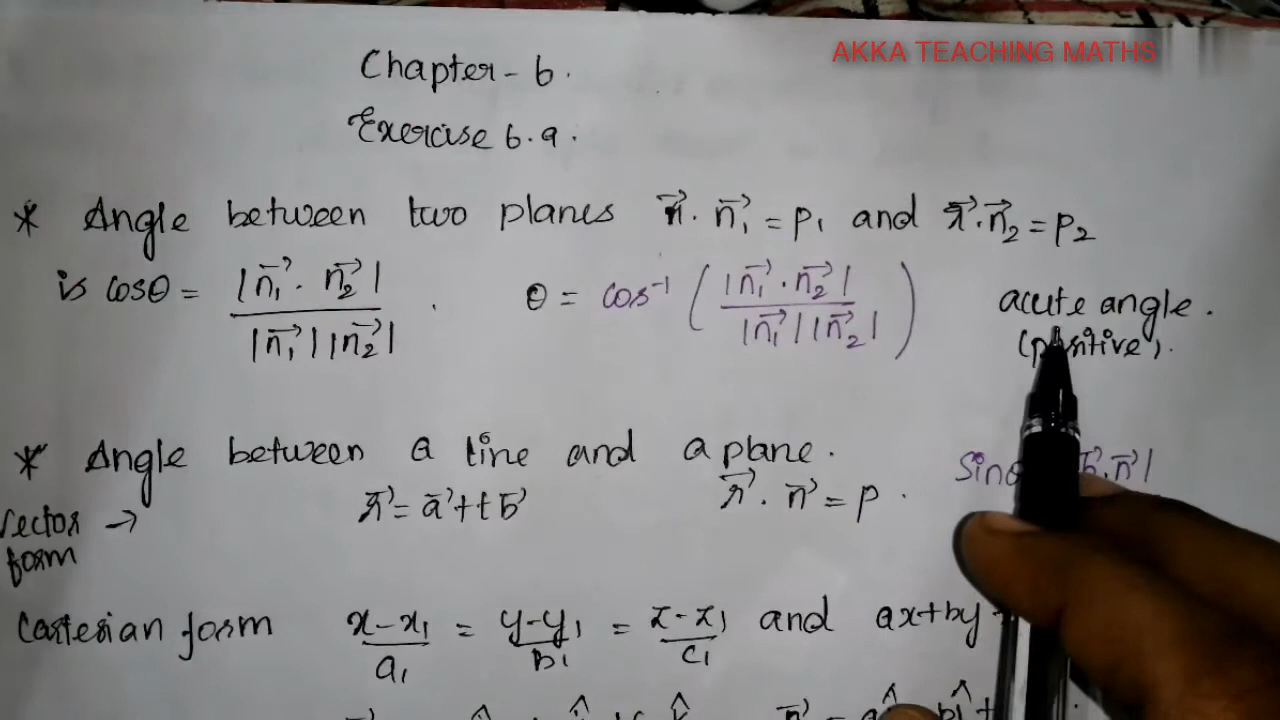 AKKA TEACHING MATHS
Chapter - 6.
Exercise 6.9.
* Angle between two planes r⃗ · n⃗₁ = p₁ and r⃗ · n⃗₂ = p₂
is cosθ = |n⃗₁ · n⃗₂| / |n⃗₁| |n⃗₂| . θ = cos⁻¹ ( |n⃗₁ · n⃗₂| / |n⃗₁| |n⃗₂| ) acute angle.
(positive).
* Angle between a line and a plane.
vector → r⃗ = a⃗ + t b⃗ r⃗ · n⃗ = p . sinθ b⃗ · n⃗|
form
Cartesian form x - x₁ / a₁ = y - y₁ / b₁ = z - z₁ / c₁ and ax + by